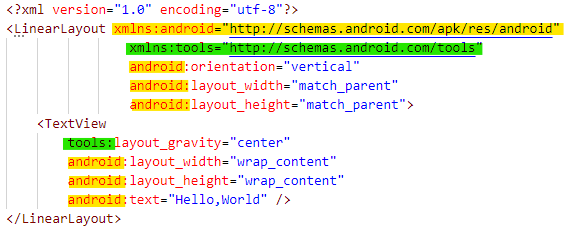 <?xml version="1.0" encoding="utf-8"?>
<LinearLayout xmlns:android="http://schemas.android.com/apk/res/android"
xmlns:tools="http://schemas.android.com/tools"
android:orientation="vertical"
android:layout_width="match_parent"
android:layout_height="match_parent">
<TextView
tools:layout_gravity="center"
android:layout_width="wrap_content"
android:layout_height="wrap_content"
android:text="Hello,World" />
</LinearLayout>